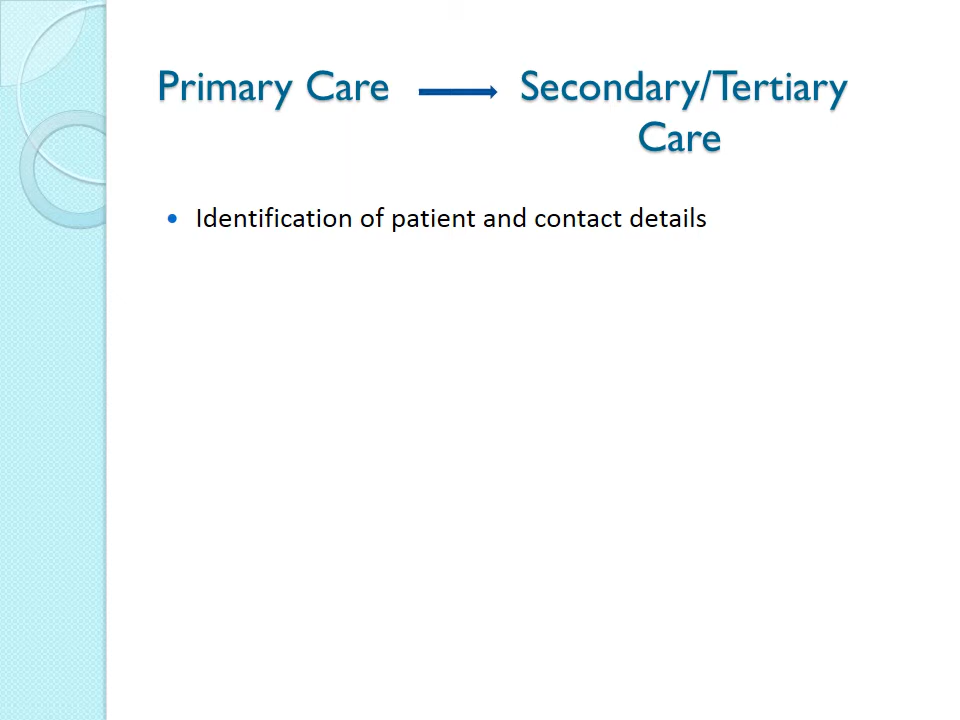 Primary Care Secondary/Tertiary
Care
• Identification of patient and contact details